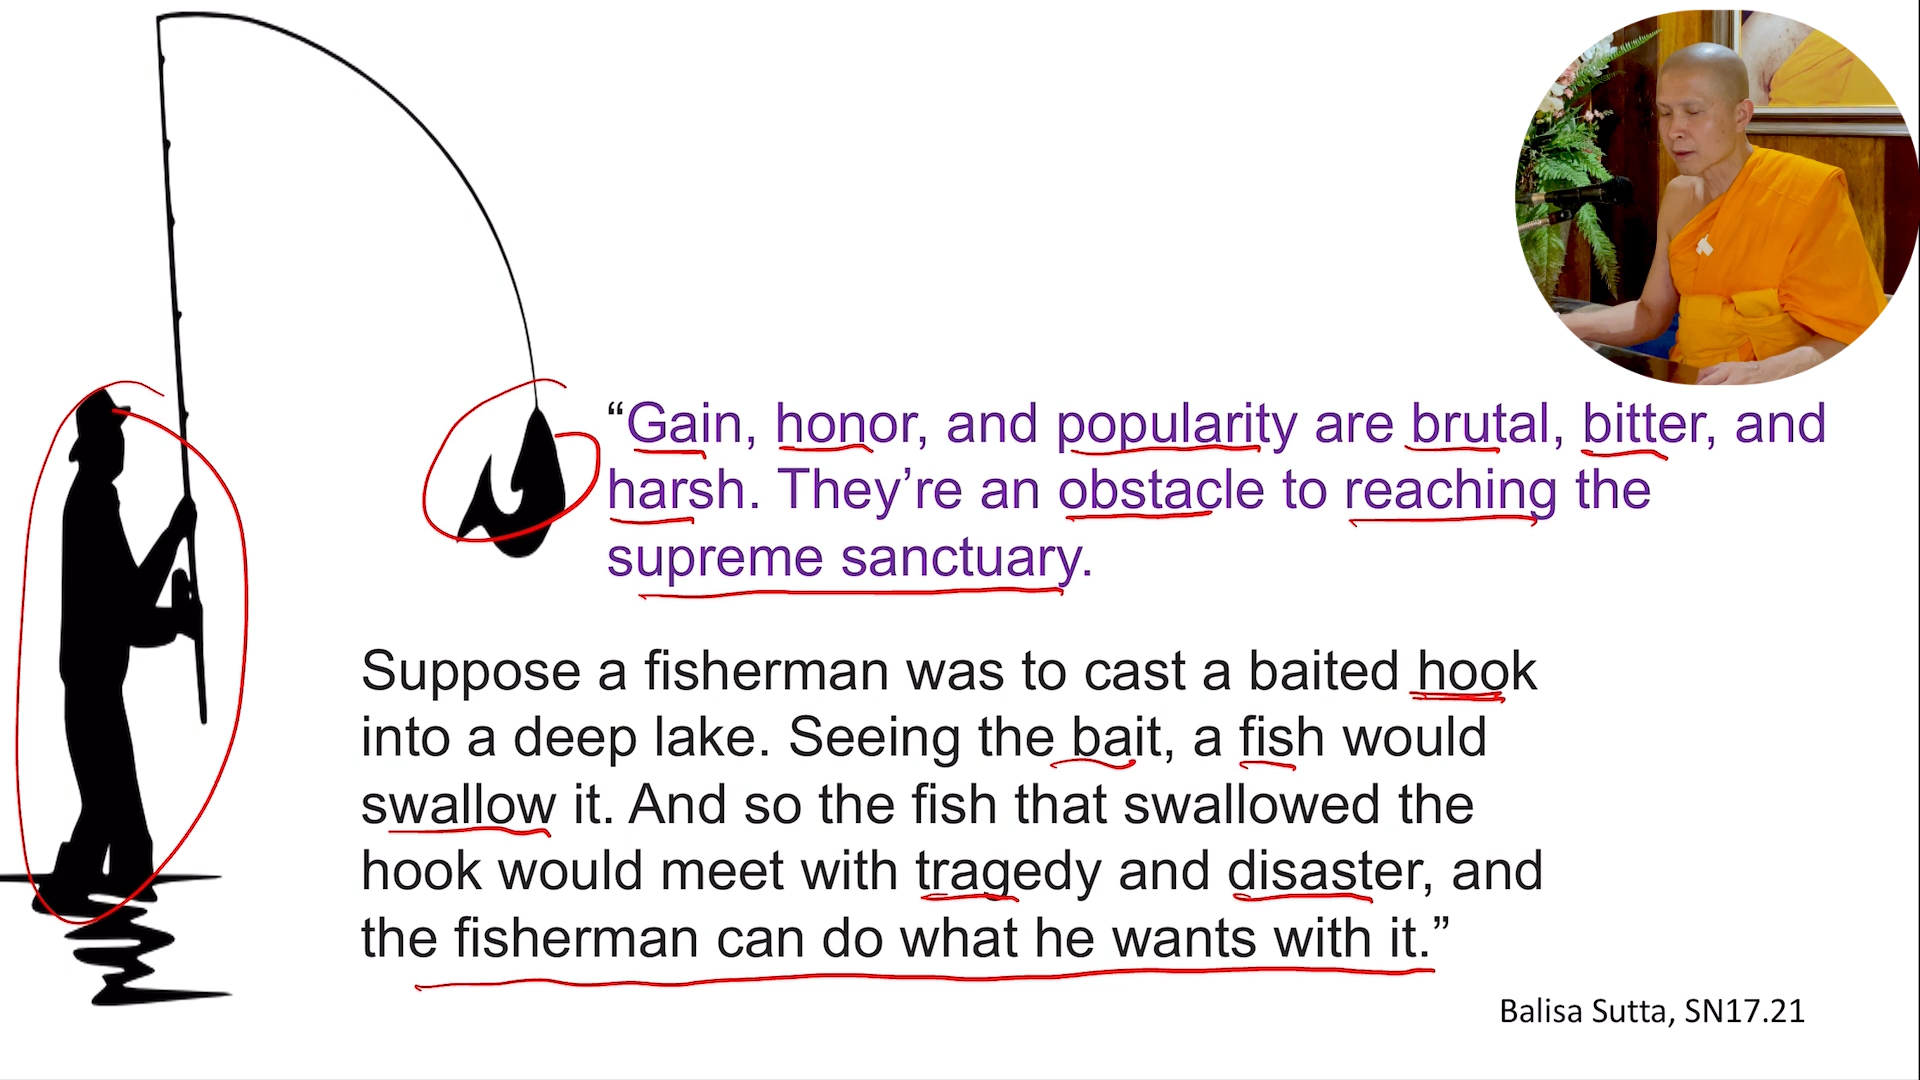 “Gain, honor, and popularity are brutal, bitter, and
harsh. They’re an obstacle to reaching the
supreme sanctuary.
Suppose a fisherman was to cast a baited hook
into a deep lake. Seeing the bait, a fish would
swallow it. And so the fish that swallowed the
hook would meet with tragedy and disaster, and
the fisherman can do what he wants with it.”
Balisa Sutta, SN17.21